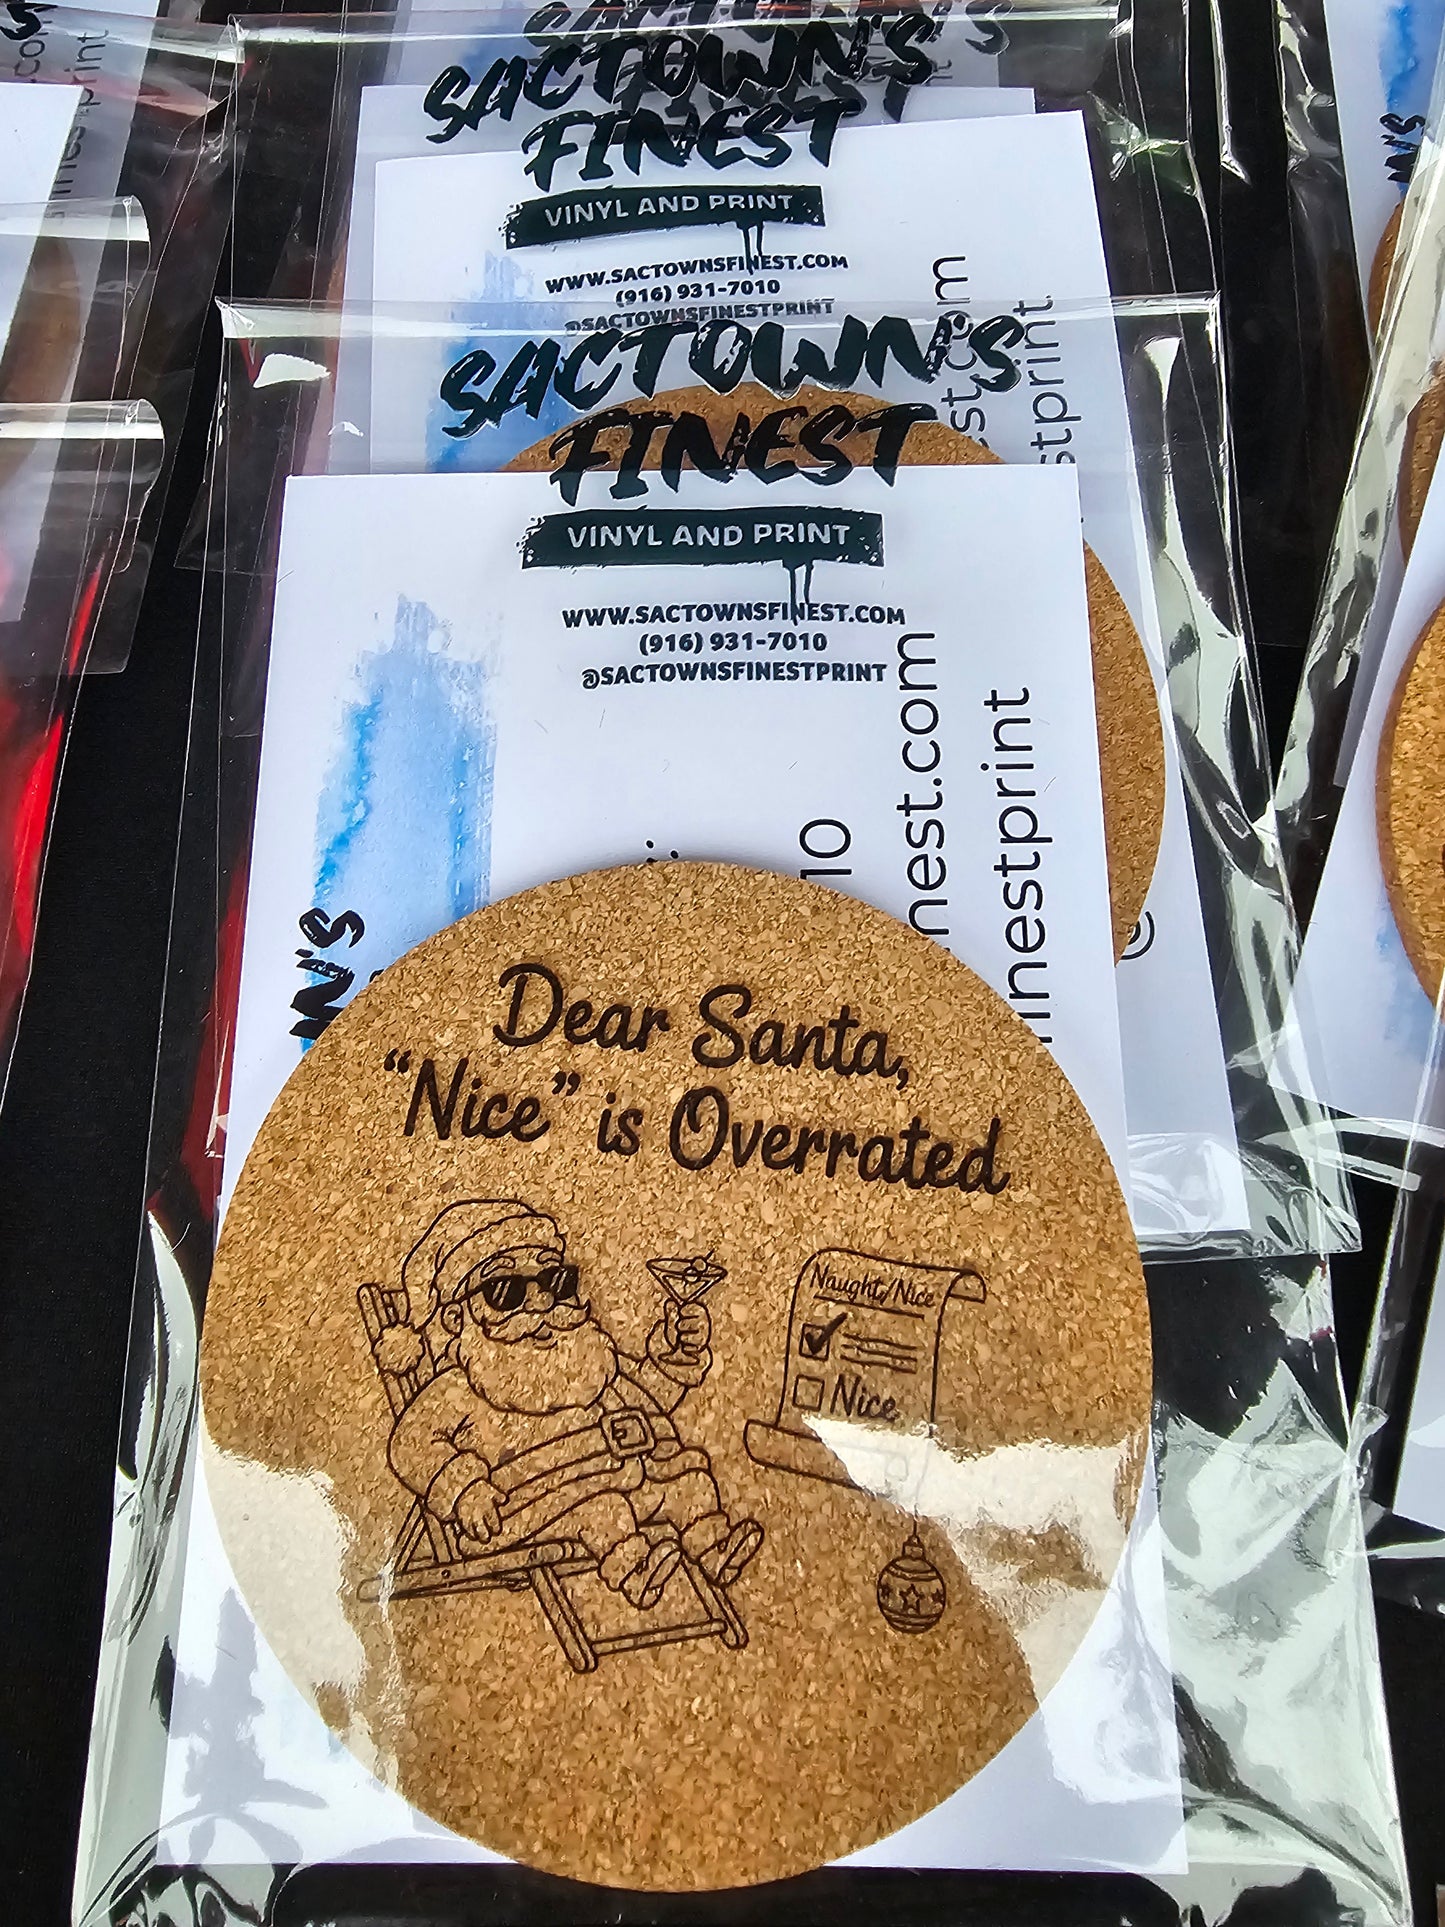 SACTOWN'S
FINEST
VINYL AND PRINT
WWW.SACTOWNSFINEST.COM
(916) 931-7010
@SACTOWNSFINESTPRINT
SACTOWN'S
FINEST
VINYL AND PRINT
WWW.SACTOWNSFINEST.COM
(916) 931-7010
@SACTOWNSFINESTPRINT
Dear Santa,
“Nice” is Overrated
Naughty/Nice
Nice